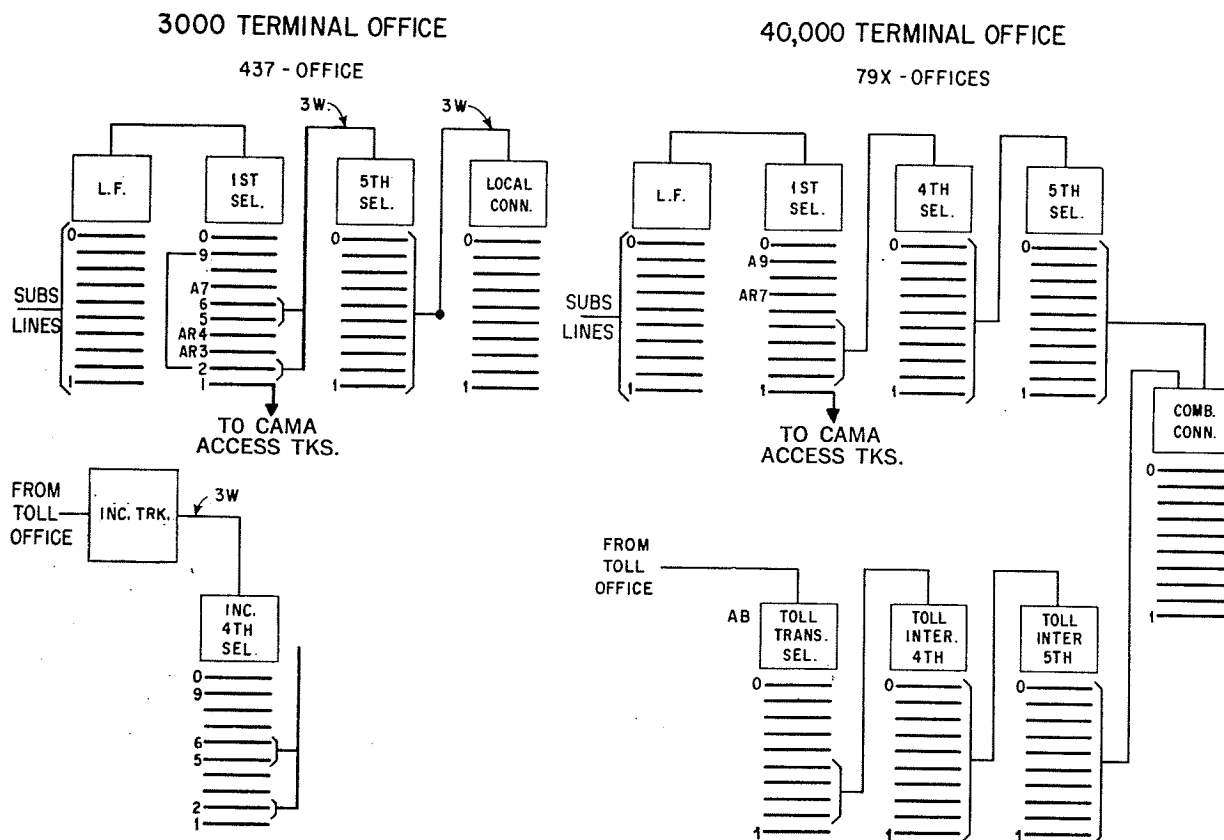 3000 TERMINAL OFFICE
437 - OFFICE
3W
3W
L.F.
1ST
SEL.
5TH
SEL.
LOCAL
CONN.
0
0
9
A7
6
5
AR4
AR3
2
1
0
0
SUBS
LINES
1
1
1
TO CAMA
ACCESS TKS.
FROM
TOLL
OFFICE
INC. TRK.
3W
INC.
4TH
SEL.
0
9
6
5
2
1
40,000 TERMINAL OFFICE
79X - OFFICES
L.F.
1ST
SEL.
4TH
SEL.
5TH
SEL.
0
0
A9
AR7
0
0
SUBS
LINES
1
1
1
1
TO CAMA
ACCESS TKS.
COMB.
CONN.
0
1
FROM
TOLL
OFFICE
AB
TOLL
TRANS.
SEL.
TOLL
INTER.
4TH
TOLL
INTER
5TH
0
0
0
1
1
1